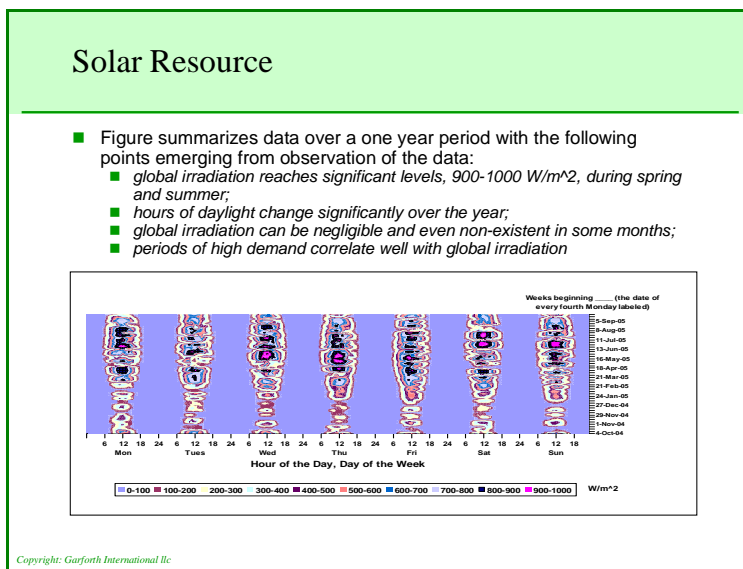 Solar Resource
Figure summarizes data over a one year period with the following
points emerging from observation of the data:
global irradiation reaches significant levels, 900-1000 W/m^2, during spring
and summer;
hours of daylight change significantly over the year;
global irradiation can be negligible and even non-existent in some months;
periods of high demand correlate well with global irradiation
Weeks beginning ____ (the date of
every fourth Monday labeled)
5-Sep-05
8-Aug-05
11-Jul-05
13-Jun-05
16-May-05
18-Apr-05
21-Mar-05
21-Feb-05
24-Jan-05
27-Dec-04
29-Nov-04
1-Nov-04
4-Oct-04
6 12 18 24 6 12 18 24 6 12 18 24 6 12 18 24 6 12 18 24 6 12 18 24 6 12 18
Mon Tues Wed Thu Fri Sat Sun
Hour of the Day, Day of the Week
0-100 100-200 200-300 300-400 400-500 500-600 600-700 700-800 800-900 900-1000 W/m^2
Copyright: Garforth International llc